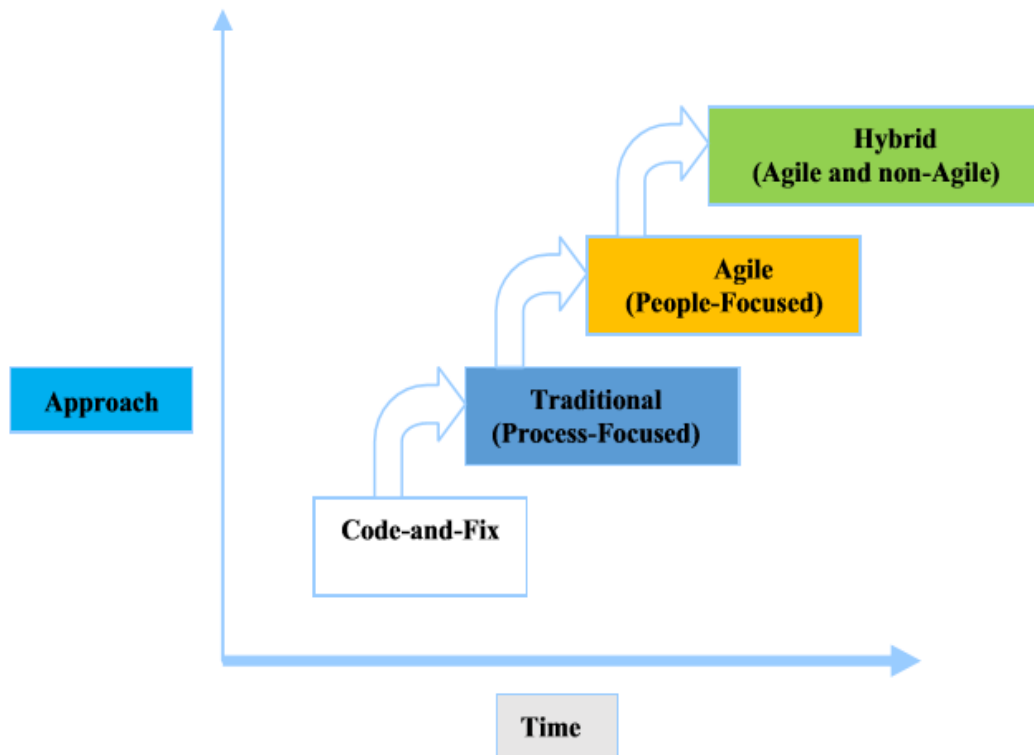 Hybrid
(Agile and non-Agile)
Agile
(People-Focused)
Approach
Traditional
(Process-Focused)
Code-and-Fix
Time